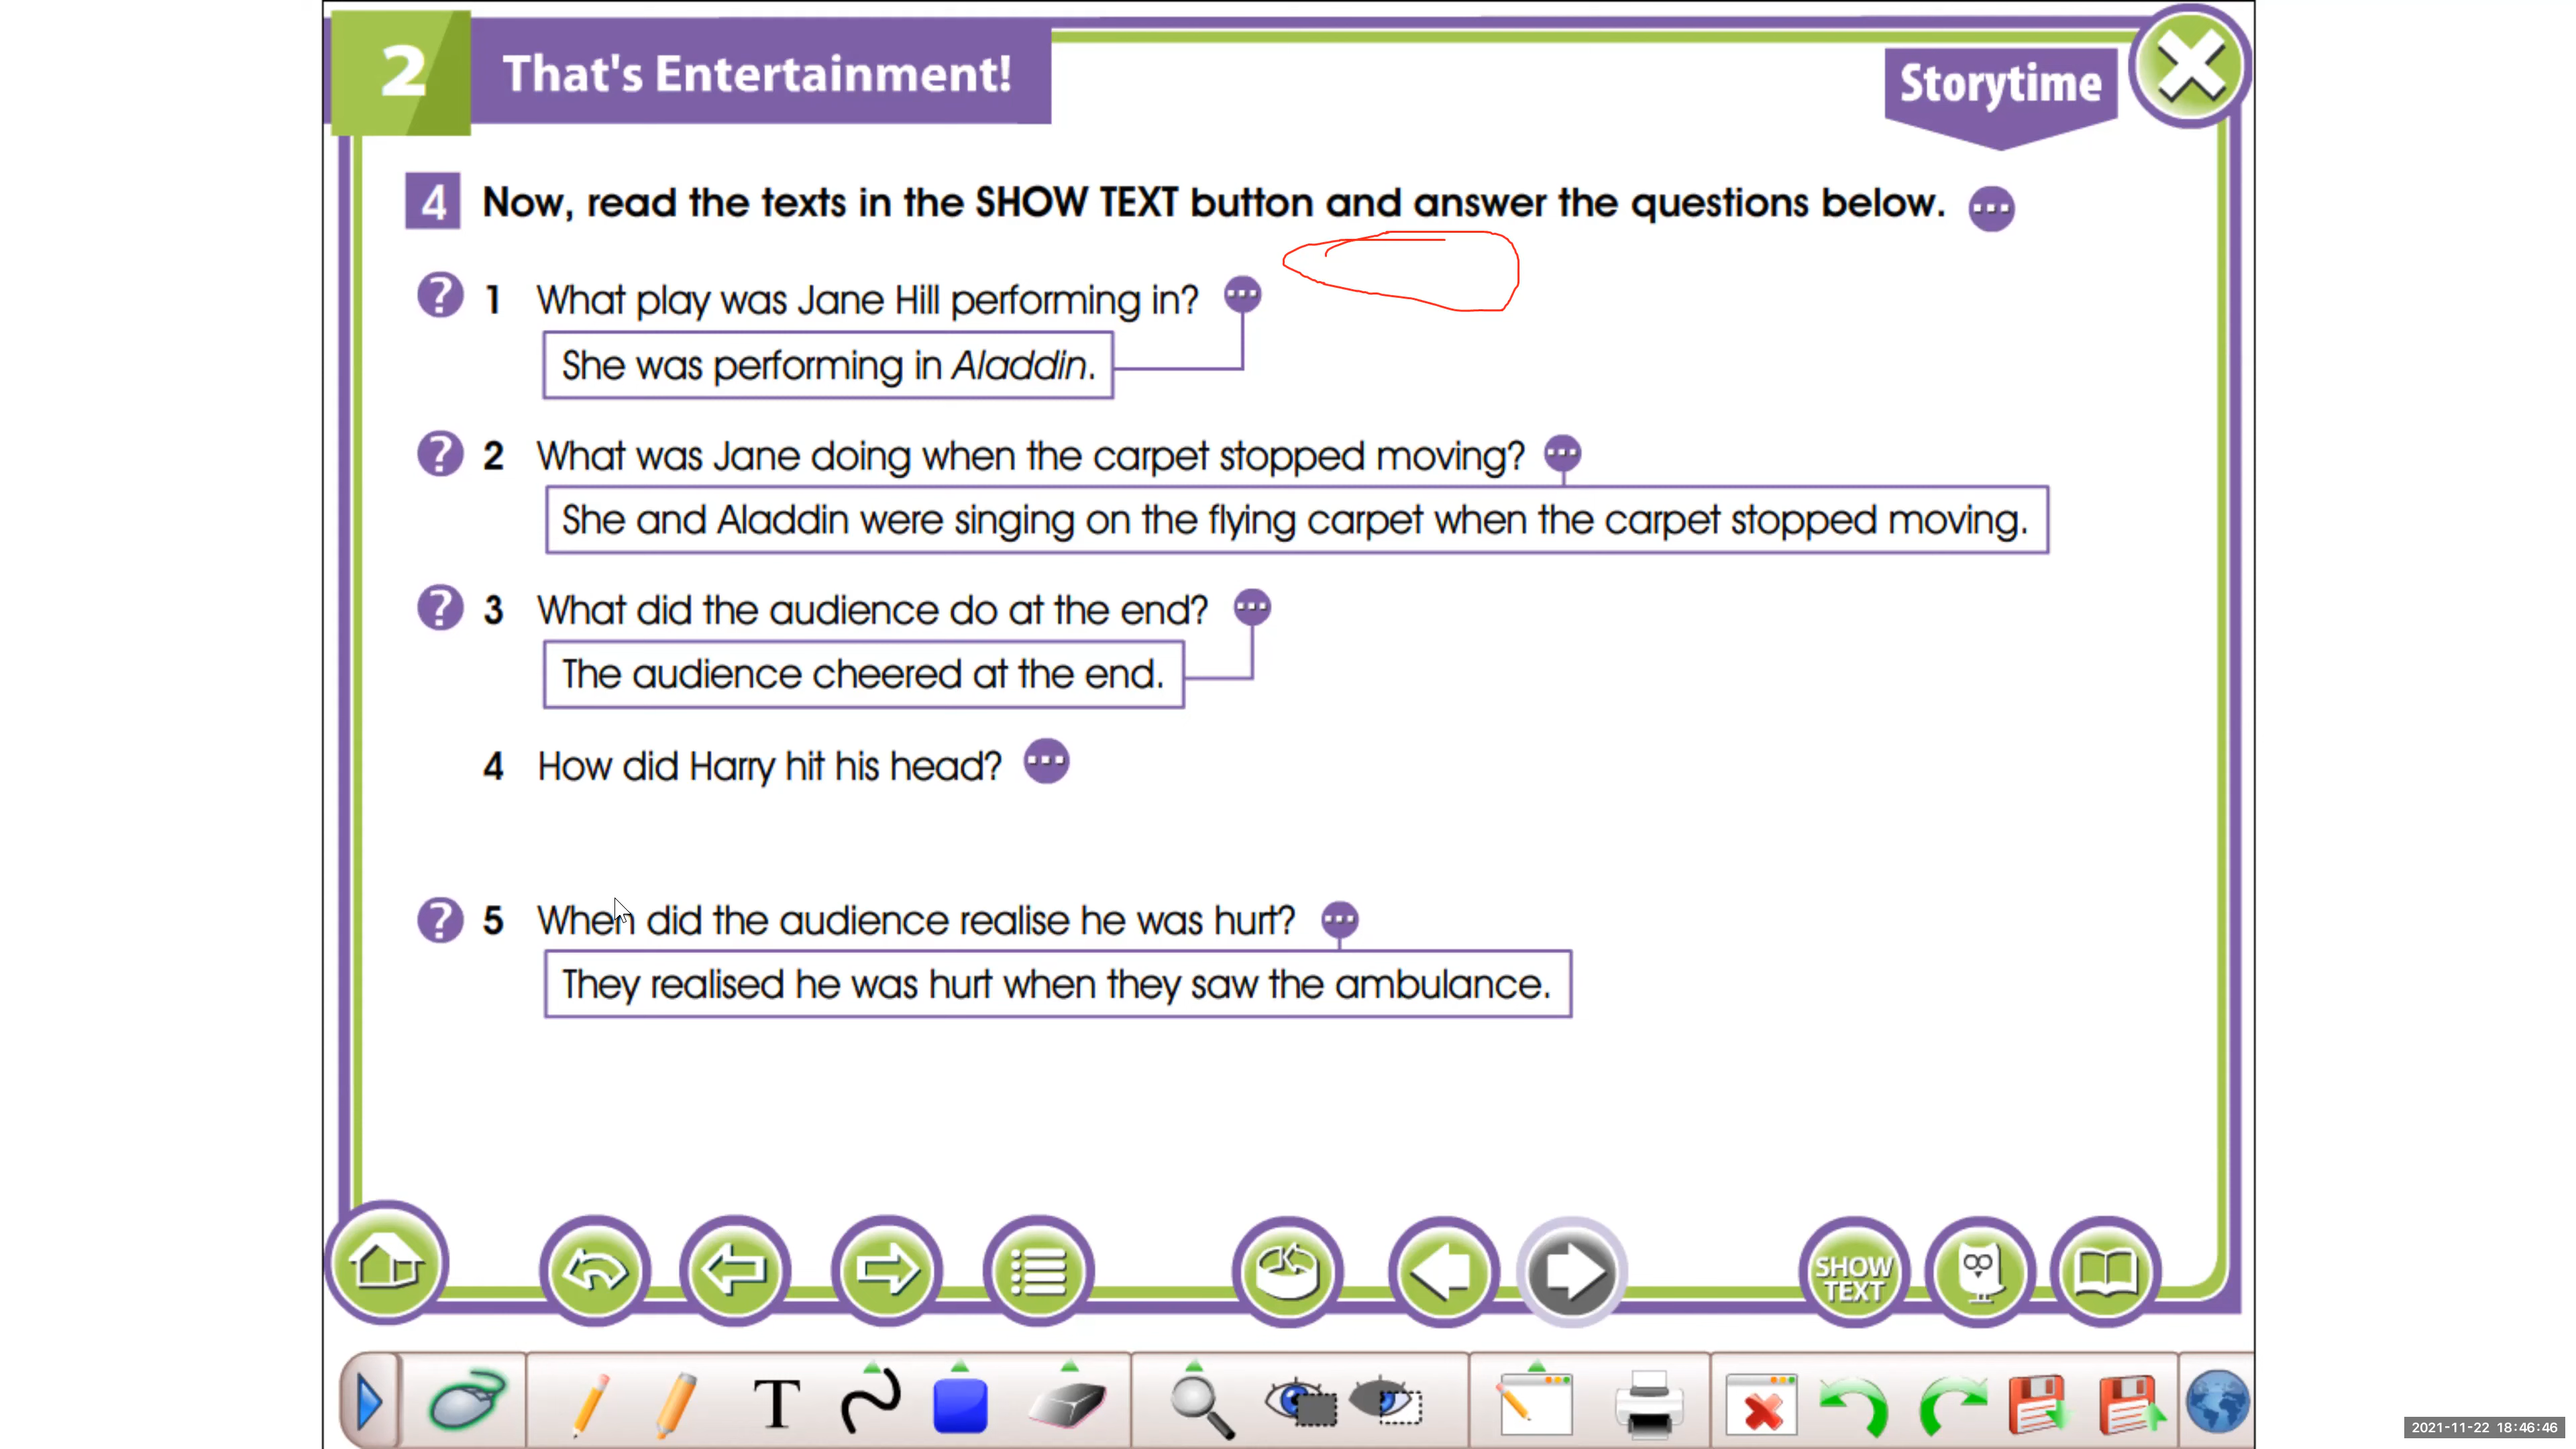 2 That's Entertainment!
Storytime
4 Now, read the texts in the SHOW TEXT button and answer the questions below.
? 1 What play was Jane Hill performing in?
She was performing in Aladdin.
? 2 What was Jane doing when the carpet stopped moving?
She and Aladdin were singing on the flying carpet when the carpet stopped moving.
? 3 What did the audience do at the end?
The audience cheered at the end.
4 How did Harry hit his head?
? 5 When did the audience realise he was hurt?
They realised he was hurt when they saw the ambulance.
SHOW
TEXT
T
2021-11-22 18:46:46